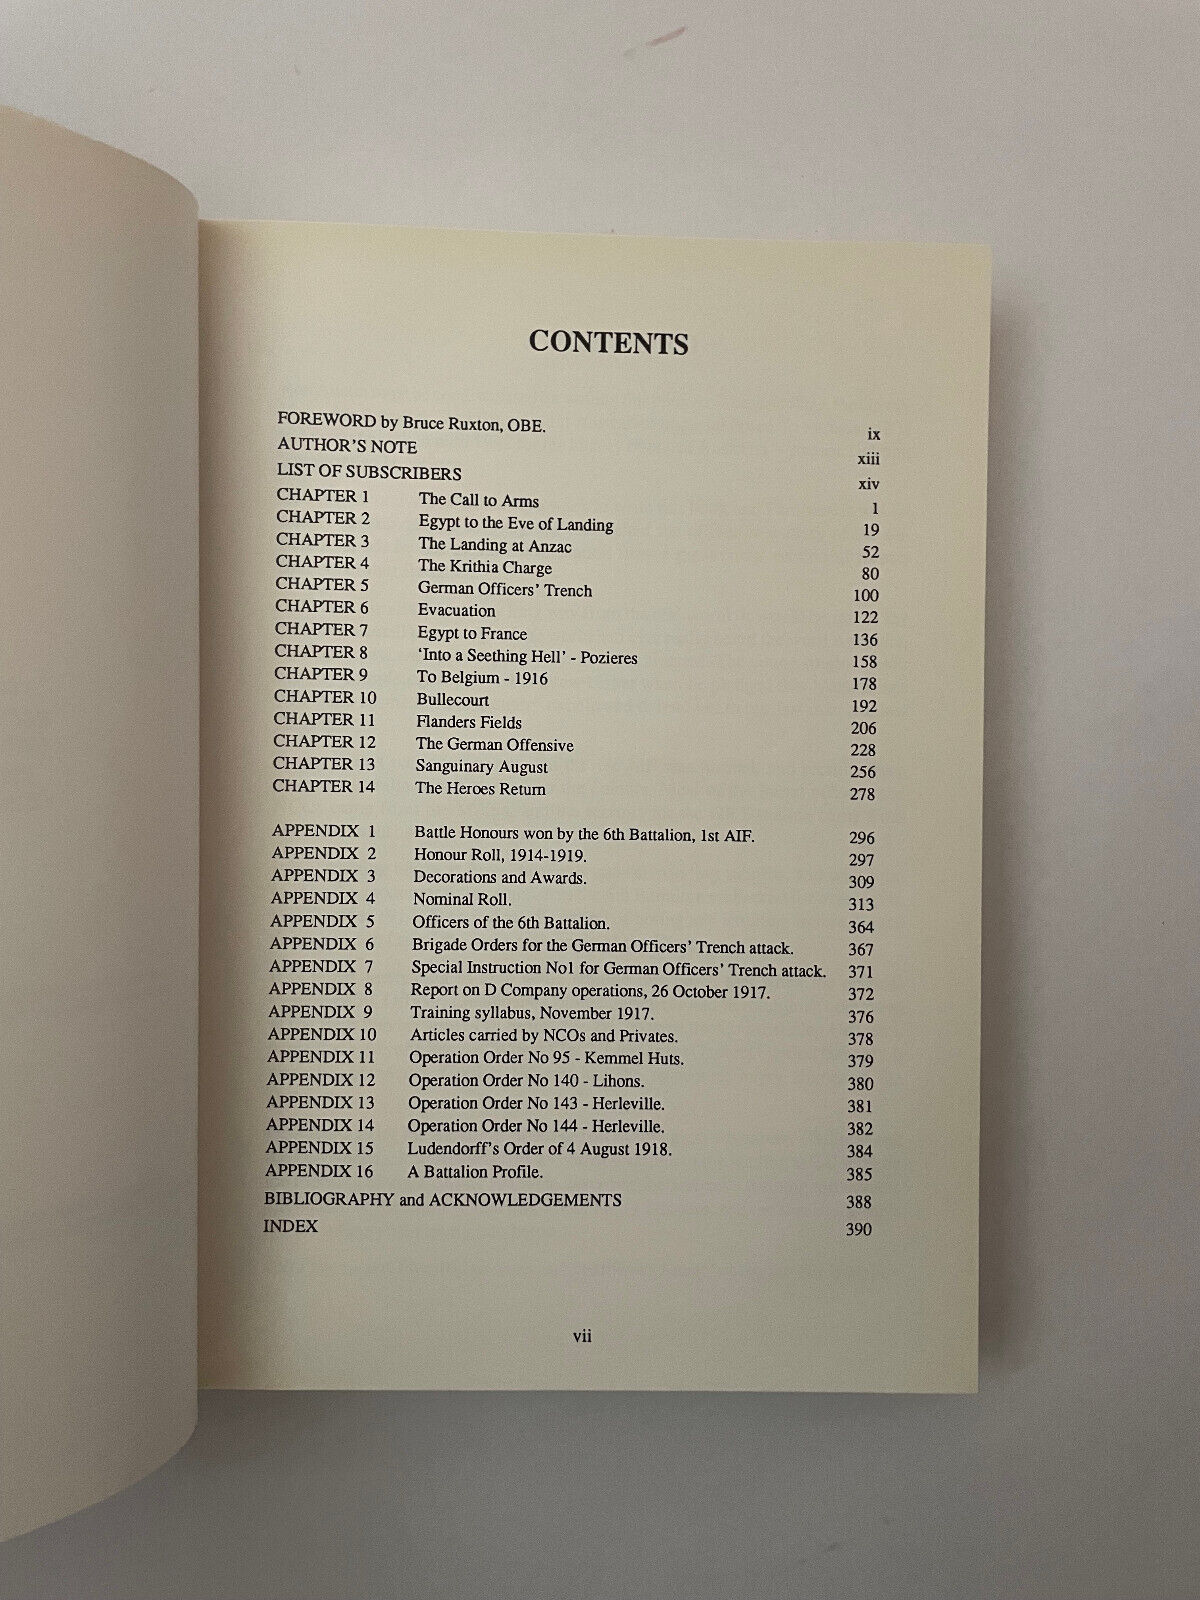 CONTENTS
FOREWORD by Bruce Ruxton, OBE. ix
AUTHOR'S NOTE xiii
LIST OF SUBSCRIBERS xiv
CHAPTER 1 The Call to Arms 1
CHAPTER 2 Egypt to the Eve of Landing 19
CHAPTER 3 The Landing at Anzac 52
CHAPTER 4 The Krithia Charge 80
CHAPTER 5 German Officers' Trench 100
CHAPTER 6 Evacuation 122
CHAPTER 7 Egypt to France 136
CHAPTER 8 'Into a Seething Hell' - Pozieres 158
CHAPTER 9 To Belgium - 1916 178
CHAPTER 10 Bullecourt 192
CHAPTER 11 Flanders Fields 206
CHAPTER 12 The German Offensive 228
CHAPTER 13 Sanguinary August 256
CHAPTER 14 The Heroes Return 278
APPENDIX 1 Battle Honours won by the 6th Battalion, 1st AIF. 296
APPENDIX 2 Honour Roll, 1914-1919. 297
APPENDIX 3 Decorations and Awards. 309
APPENDIX 4 Nominal Roll. 313
APPENDIX 5 Officers of the 6th Battalion. 364
APPENDIX 6 Brigade Orders for the German Officers' Trench attack. 367
APPENDIX 7 Special Instruction No1 for German Officers' Trench attack. 371
APPENDIX 8 Report on D Company operations, 26 October 1917. 372
APPENDIX 9 Training syllabus, November 1917. 376
APPENDIX 10 Articles carried by NCOs and Privates. 378
APPENDIX 11 Operation Order No 95 - Kemmel Huts. 379
APPENDIX 12 Operation Order No 140 - Lihons. 380
APPENDIX 13 Operation Order No 143 - Herleville. 381
APPENDIX 14 Operation Order No 144 - Herleville. 382
APPENDIX 15 Ludendorff's Order of 4 August 1918. 384
APPENDIX 16 A Battalion Profile. 385
BIBLIOGRAPHY and ACKNOWLEDGEMENTS 388
INDEX 390
vii